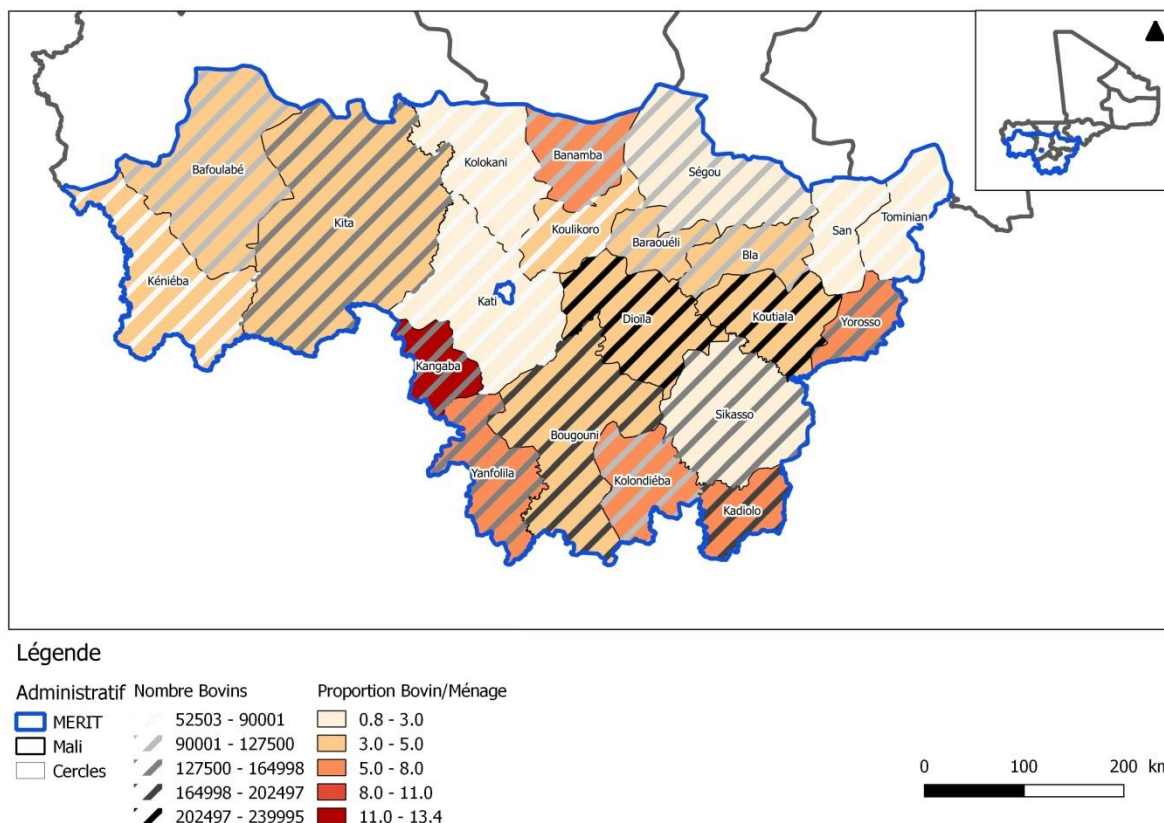 Bafoulabé
Kita
Kolokani
Banamba
Ségou
San
Tominian
Koulikoro
Baraouéli
Bla
Kéniéba
Kati
Dioïla
Koutiala
Yorosso
Kangaba
Sikasso
Bougouni
Yanfolila
Kolondiéba
Kadiolo
Légende
Administratif Nombre Bovins Proportion Bovin/Ménage
MERIT 52503 - 90001 0.8 - 3.0
Mali 90001 - 127500 3.0 - 5.0
Cercles 127500 - 164998 5.0 - 8.0
164998 - 202497 8.0 - 11.0
202497 - 239995 11.0 - 13.4
0 100 200 km